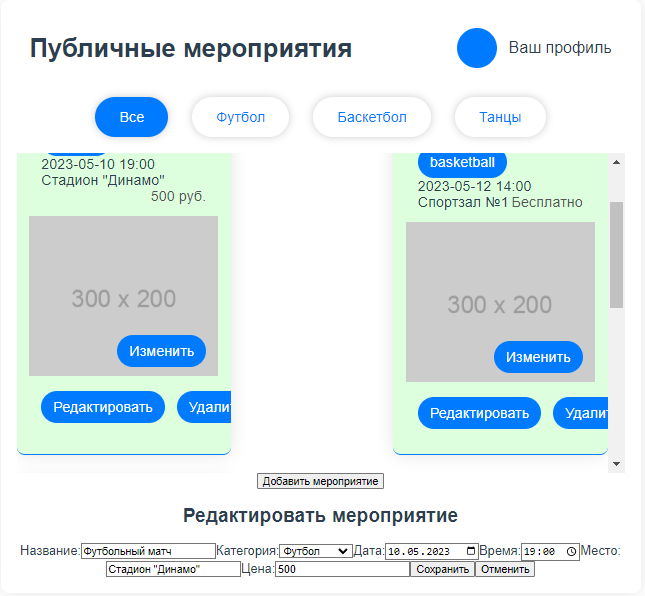 Публичные мероприятия
Ваш профиль
Все Футбол Баскетбол Танцы
2023-05-10 19:00
Стадион "Динамо"
500 руб.
300 x 200
Изменить
Редактировать
basketball
2023-05-12 14:00
Спортзал №1 Бесплатно
300 x 200
Изменить
Редактировать
Добавить мероприятие
Редактировать мероприятие
Название: Футбольный матч Категория: Футбол Дата: 10.05.2023 Время: 19:00 Место:
Стадион "Динамо" Цена: 500 Сохранить Отменить